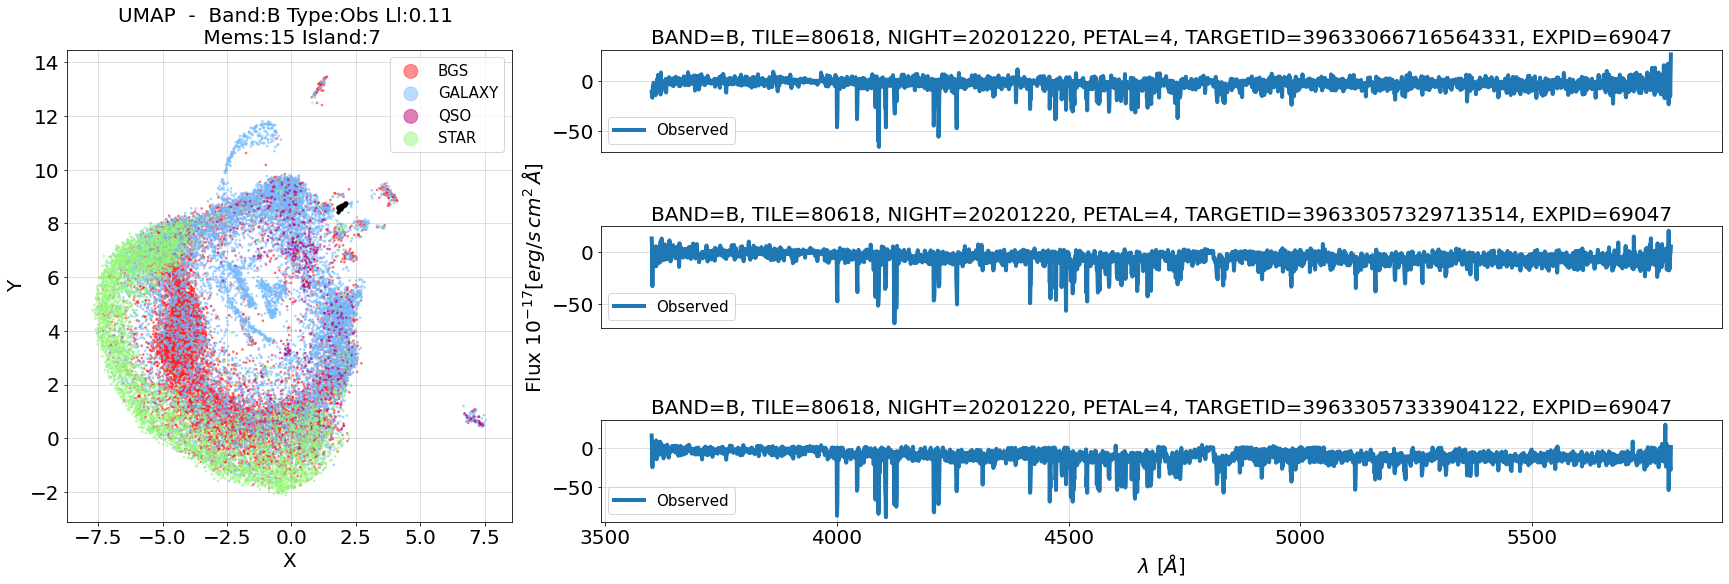 UMAP - Band:B Type:Obs Ll:0.11
Mems:15 Island:7
14
12
10
8
6
4
2
0
−2
Y
−7.5 −5.0 −2.5 0.0 2.5 5.0 7.5
X
BGS
GALAXY
QSO
STAR
Flux 10⁻¹⁷[erg/s cm² Å]
BAND=B, TILE=80618, NIGHT=20201220, PETAL=4, TARGETID=39633066716564331, EXPID=69047
0
−50
Observed
BAND=B, TILE=80618, NIGHT=20201220, PETAL=4, TARGETID=39633057329713514, EXPID=69047
0
−50
Observed
BAND=B, TILE=80618, NIGHT=20201220, PETAL=4, TARGETID=39633057333904122, EXPID=69047
0
−50
Observed
3500 4000 4500 5000 5500
λ [Å]